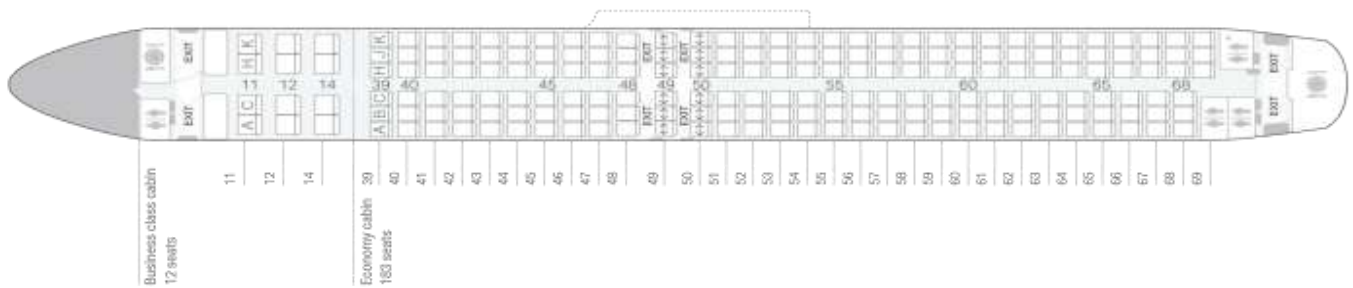 EXIT
EXIT
EXIT
EXIT
EXIT
K
H
11
12
14
K
J
H
39
40
45
48
50
55
60
65
68
A
C
A
B
C
EXIT
EXIT
EXIT
EXIT
EXIT
11
12
14
39
40
41
42
43
44
45
46
47
48
49
50
51
52
53
54
55
56
57
58
59
60
61
62
63
64
65
66
67
68
69
Business class cabin
12 seats
Economy cabin
183 seats